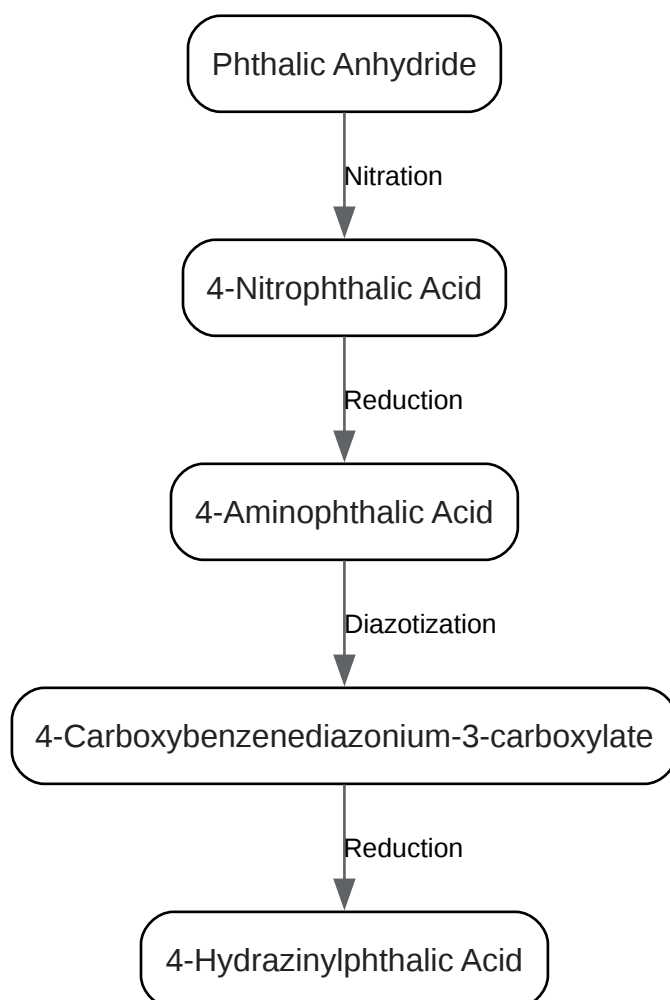 Phthalic Anhydride
Nitration
4-Nitrophthalic Acid
Reduction
4-Aminophthalic Acid
Diazotization
4-Carboxybenzenediazonium-3-carboxylate
Reduction
4-Hydrazinylphthalic Acid